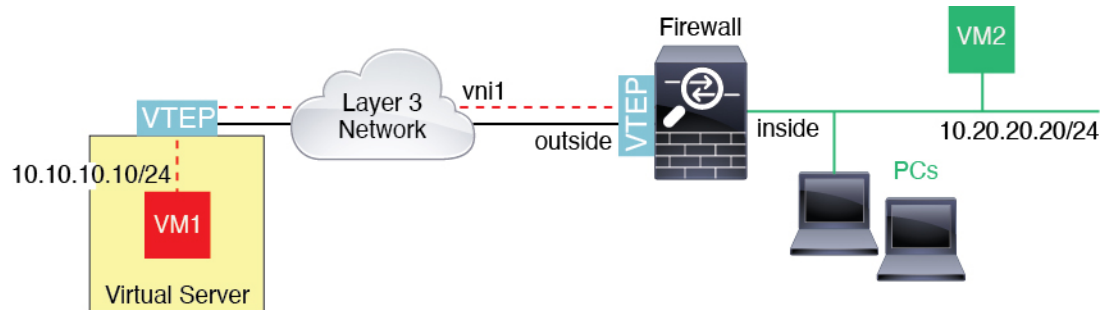 Firewall
VM2
vni1
Layer 3
Network
VTEP
VTEP
outside
inside
10.20.20.20/24
10.10.10.10/24
PCs
VM1
Virtual Server